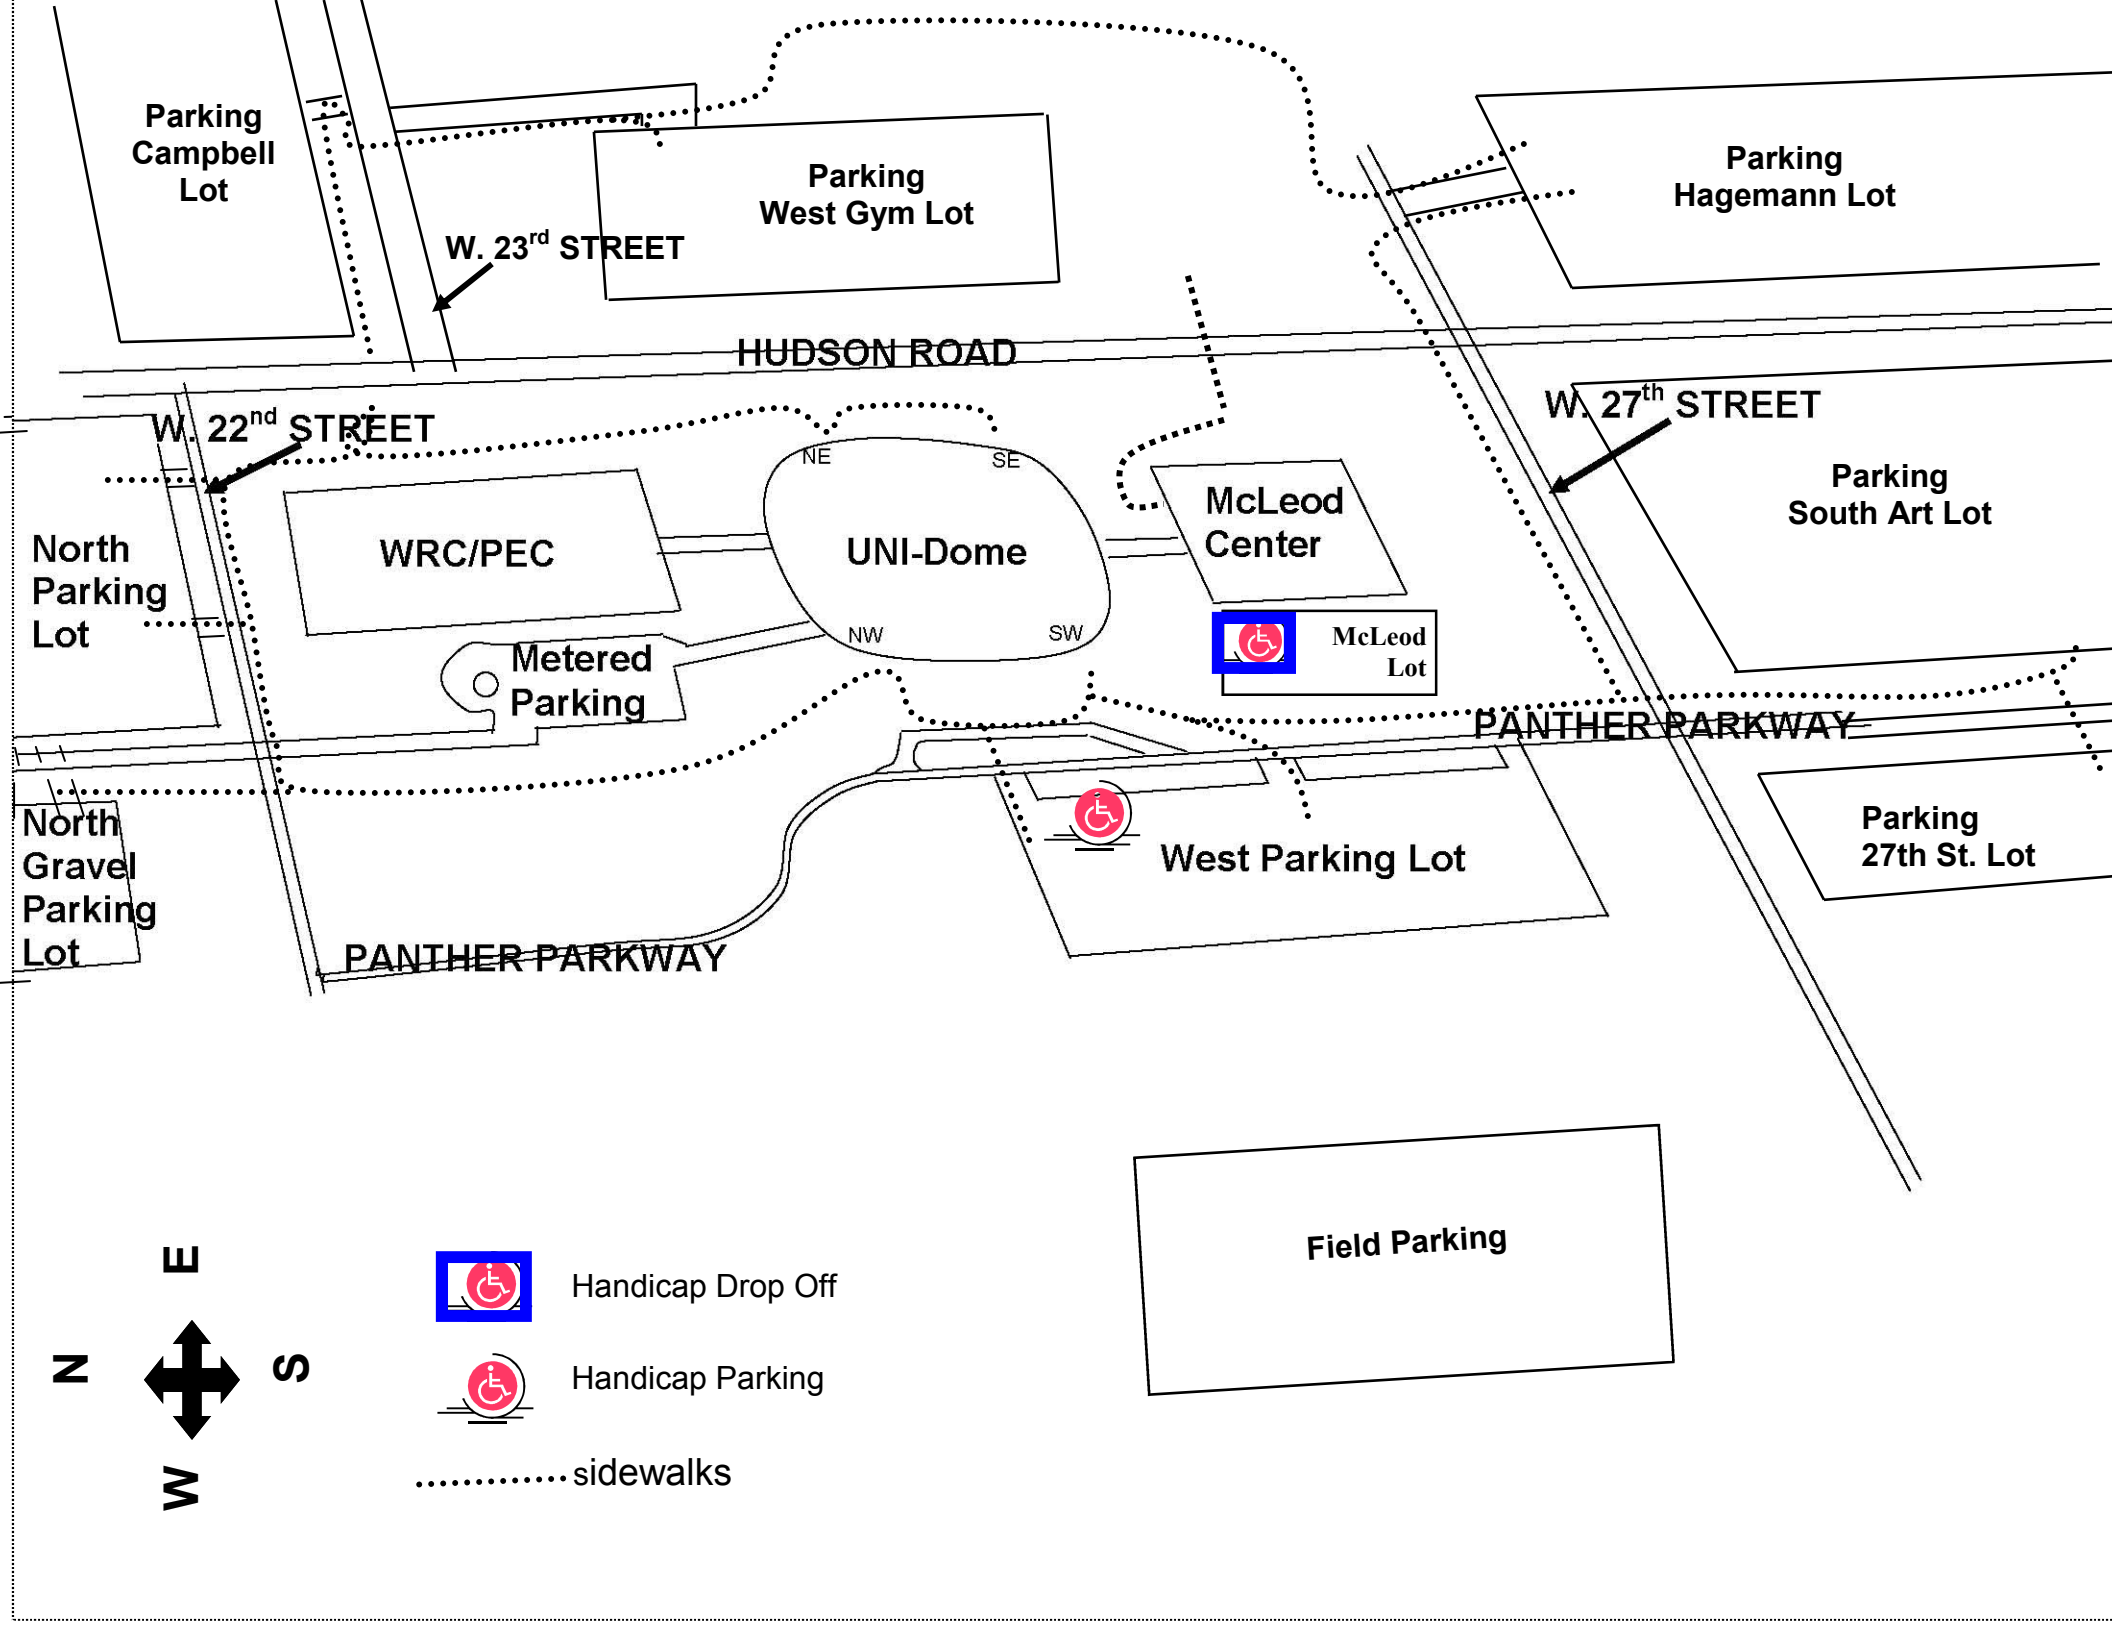 Parking
Campbell
Lot
Parking
West Gym Lot
Parking
Hagemann Lot
W. 23rd STREET
HUDSON ROAD
W. 22nd STREET
W. 27th STREET
NE
SE
Parking
South Art Lot
McLeod
Center
WRC/PEC
UNI-Dome
North
Parking
Lot
NW
SW
McLeod
Lot
Metered
Parking
PANTHER PARKWAY
North
Gravel
Parking
Lot
West Parking Lot
Parking
27th St. Lot
PANTHER PARKWAY
Field Parking
E
N
S
W
Handicap Drop Off
Handicap Parking
sidewalks